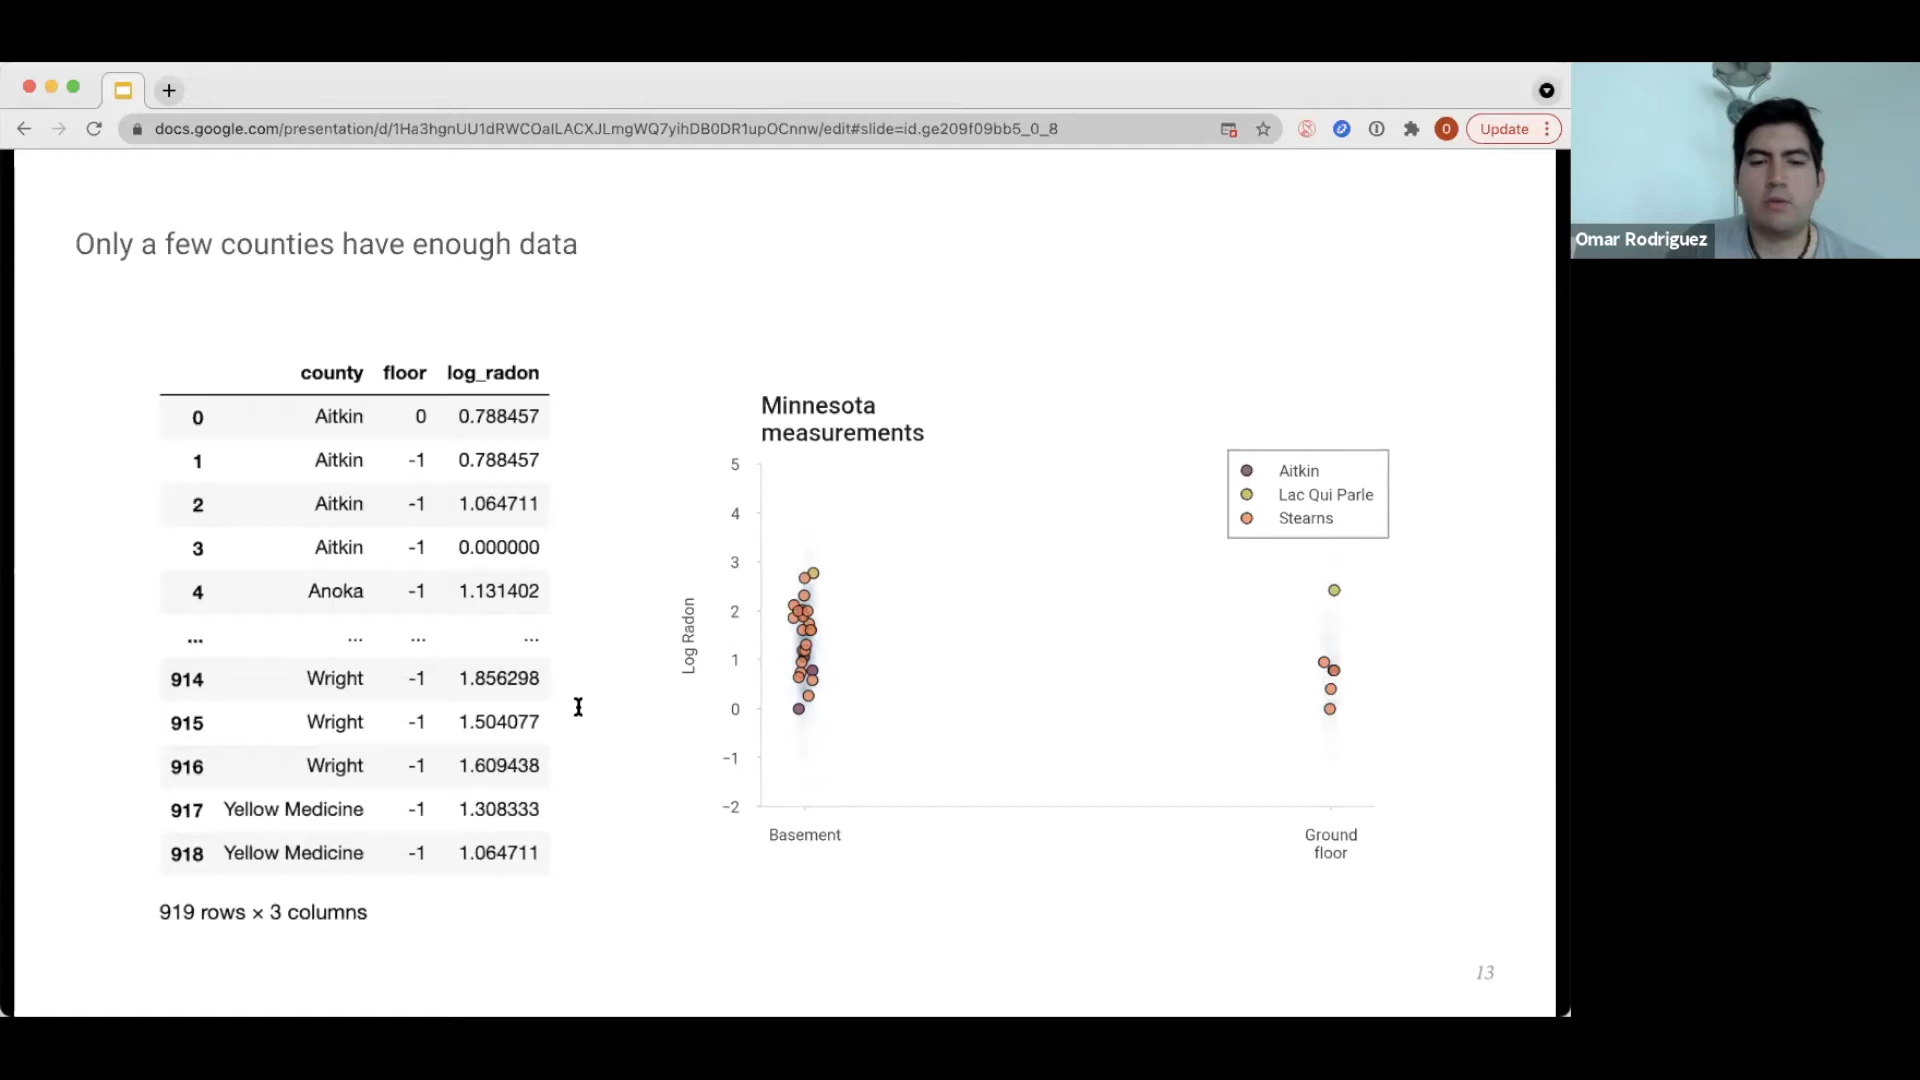 docs.google.com/presentation/d/1Ha3hgnUU1dRWCOalLACXJLmgWQ7yihDB0DR1upOCnnw/edit#slide=id.ge209f09bb5_0_8
O
Update
Omar Rodriguez
Only a few counties have enough data
county floor log_radon
0 Aitkin 0 0.788457
1 Aitkin -1 0.788457
2 Aitkin -1 1.064711
3 Aitkin -1 0.000000
4 Anoka -1 1.131402
... ... ... ...
914 Wright -1 1.856298
915 Wright -1 1.504077
916 Wright -1 1.609438
917 Yellow Medicine -1 1.308333
918 Yellow Medicine -1 1.064711
919 rows × 3 columns
Minnesota
measurements
Aitkin
Lac Qui Parle
Stearns
5
4
3
2
1
0
−1
−2
Log Radon
Basement
Ground
floor
13